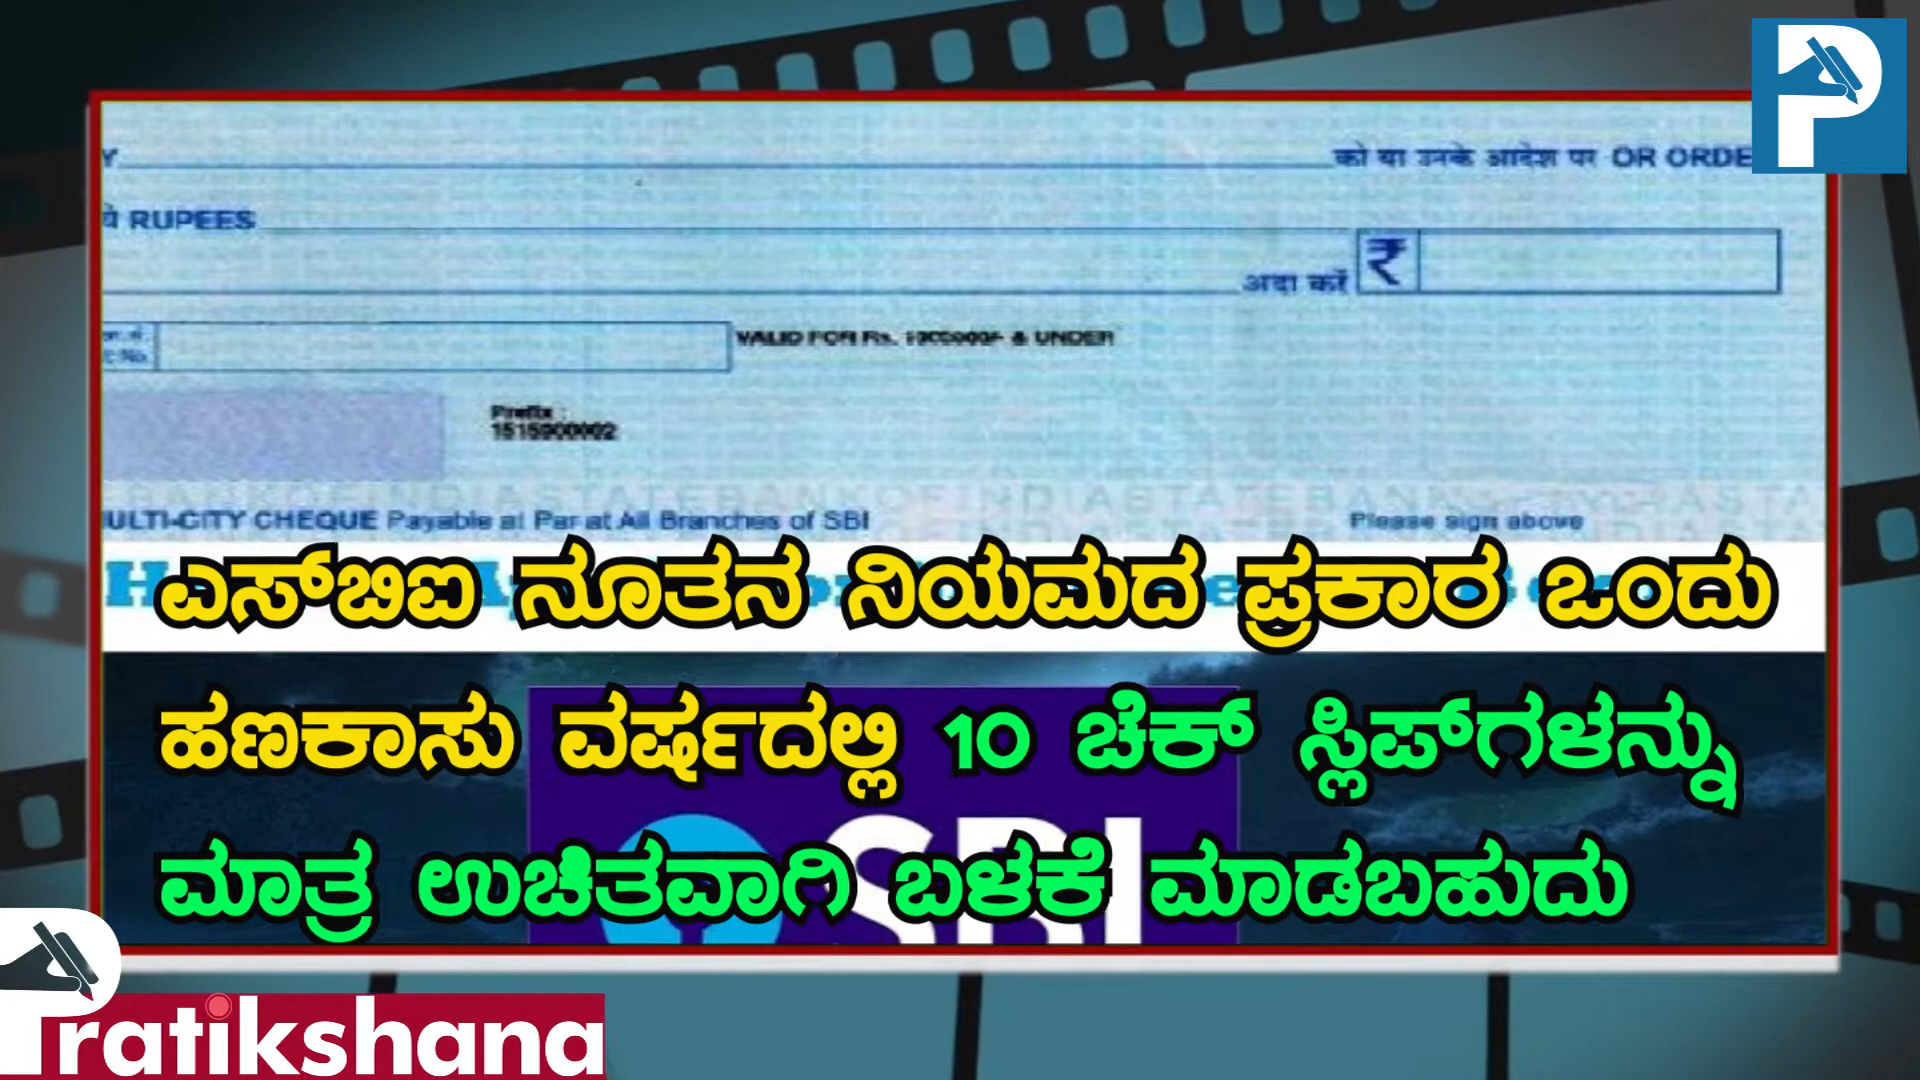 को या उनके आदेश पर OR ORDE
RUPEES
अदा करें ₹
VALID FOR Rs. & UNDER
Prefix :
1515900002
MULTI-CITY CHEQUE Payable at Par at All Branches of SBI
Please sign above
ಎಸ್‌ಬಿಐ ನೂತನ ನಿಯಮದ ಪ್ರಕಾರ ಒಂದು
ಹಣಕಾಸು ವರ್ಷದಲ್ಲಿ 10 ಚೆಕ್ ಸ್ಲಿಪ್‌ಗಳನ್ನು
ಮಾತ್ರ ಉಚಿತವಾಗಿ ಬಳಕೆ ಮಾಡಬಹುದು
SBI
Pratikshana